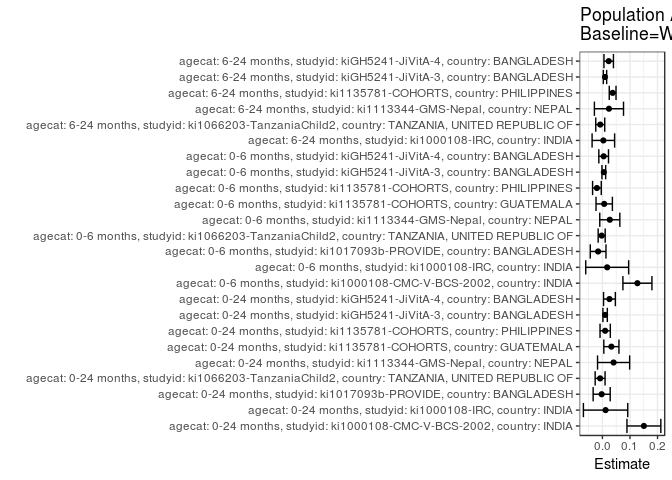 Population
Baseline=W
agecat: 6-24 months, studyid: kiGH5241-JiVitA-4, country: BANGLADESH
agecat: 6-24 months, studyid: kiGH5241-JiVitA-3, country: BANGLADESH
agecat: 6-24 months, studyid: ki1135781-COHORTS, country: PHILIPPINES
agecat: 6-24 months, studyid: ki1113344-GMS-Nepal, country: NEPAL
agecat: 6-24 months, studyid: ki1066203-TanzaniaChild2, country: TANZANIA, UNITED REPUBLIC OF
agecat: 6-24 months, studyid: ki1000108-IRC, country: INDIA
agecat: 0-6 months, studyid: kiGH5241-JiVitA-4, country: BANGLADESH
agecat: 0-6 months, studyid: kiGH5241-JiVitA-3, country: BANGLADESH
agecat: 0-6 months, studyid: ki1135781-COHORTS, country: PHILIPPINES
agecat: 0-6 months, studyid: ki1135781-COHORTS, country: GUATEMALA
agecat: 0-6 months, studyid: ki1113344-GMS-Nepal, country: NEPAL
agecat: 0-6 months, studyid: ki1066203-TanzaniaChild2, country: TANZANIA, UNITED REPUBLIC OF
agecat: 0-6 months, studyid: ki1017093b-PROVIDE, country: BANGLADESH
agecat: 0-6 months, studyid: ki1000108-IRC, country: INDIA
agecat: 0-6 months, studyid: ki1000108-CMC-V-BCS-2002, country: INDIA
agecat: 0-24 months, studyid: kiGH5241-JiVitA-4, country: BANGLADESH
agecat: 0-24 months, studyid: kiGH5241-JiVitA-3, country: BANGLADESH
agecat: 0-24 months, studyid: ki1135781-COHORTS, country: PHILIPPINES
agecat: 0-24 months, studyid: ki1135781-COHORTS, country: GUATEMALA
agecat: 0-24 months, studyid: ki1113344-GMS-Nepal, country: NEPAL
agecat: 0-24 months, studyid: ki1066203-TanzaniaChild2, country: TANZANIA, UNITED REPUBLIC OF
agecat: 0-24 months, studyid: ki1017093b-PROVIDE, country: BANGLADESH
agecat: 0-24 months, studyid: ki1000108-IRC, country: INDIA
agecat: 0-24 months, studyid: ki1000108-CMC-V-BCS-2002, country: INDIA
0.0 0.1 0.2
Estimate